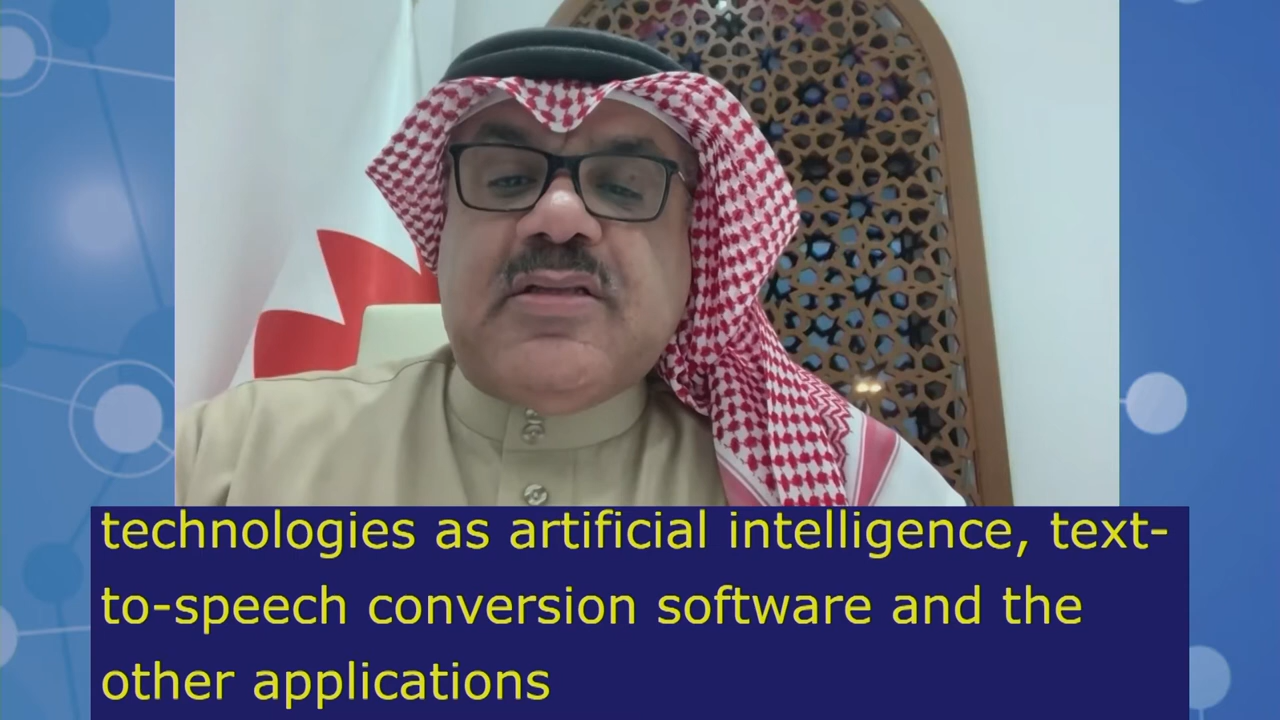 technologies as artificial intelligence, text-
to-speech conversion software and the
other applications